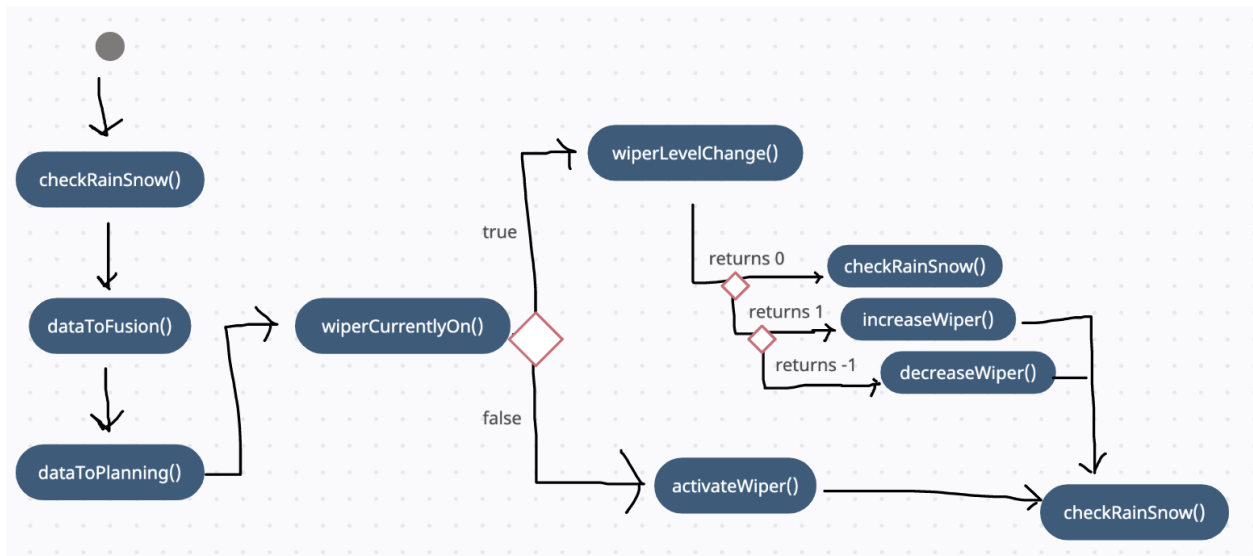 checkRainSnow()
dataToFusion()
dataToPlanning()
wiperCurrentlyOn()
true
wiperLevelChange()
returns 0
checkRainSnow()
returns 1
increaseWiper()
returns -1
decreaseWiper()
false
activateWiper()
checkRainSnow()